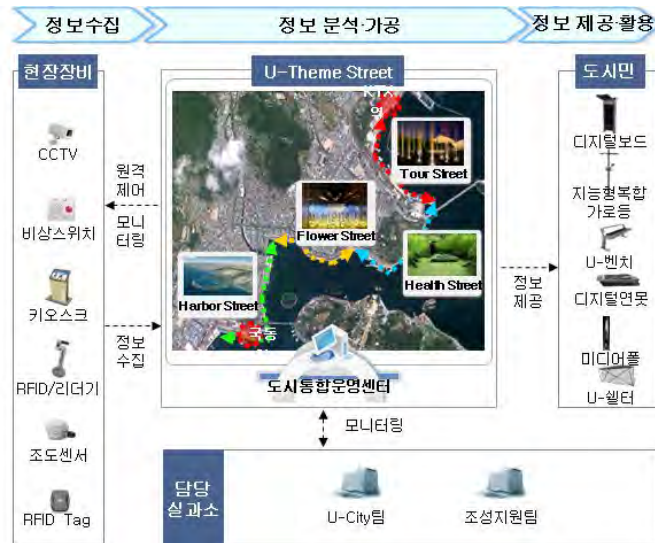 정보수집
정보 분석·가공
정보 제공·활용
현장장비
CCTV
비상스위치
키오스크
RFID/리더기
조도센서
RFID Tag
원격
제어
모니
터링
정보
수집
U-Theme Street
KTX
역
Tour Street
Flower Street
Health Street
Harbor Street
국동
도시통합운영센터
모니터링
정보
제공
도시민
디지털보드
지능형복합
가로등
U-벤치
디지털연못
미디어폴
U-쉘터
담당
실과소
U-City팀
조성지원팀